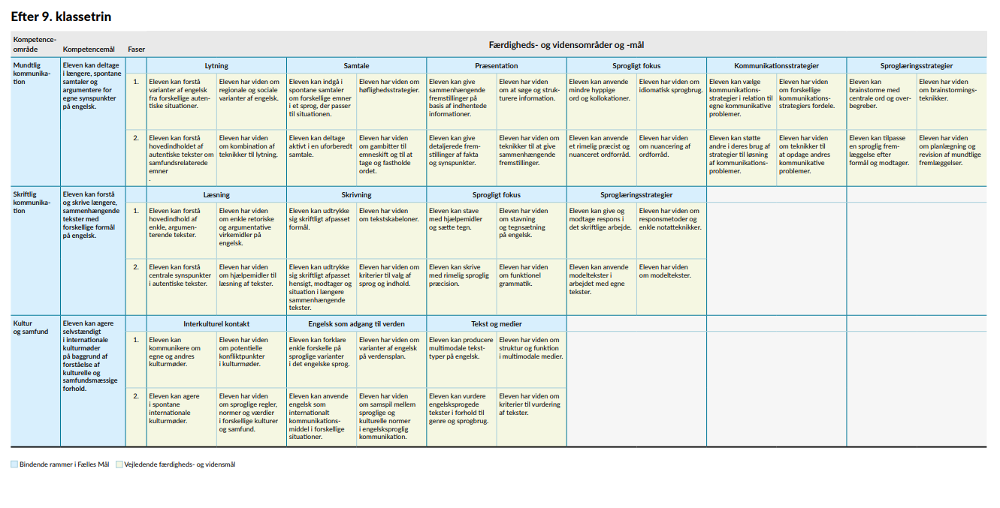 Efter 9. klassetrin
Kompetence-
område
Kompetencemål
Faser
Færdigheds- og vidensområder og -mål
Mundtlig
kommunika-
tion
Eleven kan deltage
i længere, spontane
samtaler og
argumentere for
egne synspunkter
på engelsk.
Lytning
Samtale
Præsentation
Sprogligt fokus
Kommunikationsstrategier
Sproglæringsstrategier
1.
Eleven kan forstå
varianter af engelsk
fra forskellige auten-
tiske situationer.
Eleven har viden om
regionale og sociale
varianter af engelsk.
Eleven kan indgå i
spontane samtaler
om forskellige emner
i et sprog, der passer
til situationen.
Eleven har viden om
høflighedsstrategier.
Eleven kan give
sammenhængende
fremstillinger på
basis af indhentede
informationer.
Eleven har viden
om at søge og struk-
turere information.
Eleven kan anvende
mindre hyppige
ord og kollokationer.
Eleven har viden om
idiomatisk sprogbrug.
Eleven kan vælge
kommunikations-
strategier i relation til
egne kommunikative
problemer.
Eleven har viden
om forskellige
kommunikations-
strategiers fordele.
Eleven kan
brainstorme med
centrale ord og over-
begreber.
Eleven har viden
om brainstormings-
teknikker.
2.
Eleven kan forstå
hovedindholdet af
autentiske tekster om
samfundsrelaterede
emner
.
Eleven har viden
om kombination af
teknikker til lytning.
Eleven kan deltage
aktivt i en uforberedt
samtale.
Eleven har viden
om gambitter til
emneskift og til at
tage og fastholde
ordet.
Eleven kan give
detaljerede frem-
stillinger af fakta
og synspunkter.
Eleven har viden om
teknikker til at give
sammenhængende
fremstillinger.
Eleven kan anvende
et rimelig præcist og
nuanceret ordforråd.
Eleven har viden
om nuancering af
ordforråd.
Eleven kan støtte
andre i deres brug af
strategier til løsning
af kommunikations-
problemer.
Eleven har viden
om teknikker til
at opdage andres
kommunikative
problemer.
Eleven kan tilpasse
en sproglig frem-
læggelse efter
formål og modtager.
Eleven har viden
om planlægning og
revision af mundtlige
fremlæggelser.
Skriftlig
kommunika-
tion
Eleven kan forstå
og skrive længere,
sammenhængende
tekster med
forskellige formål
på engelsk.
Læsning
Skrivning
Sprogligt fokus
Sproglæringsstrategier
1.
Eleven kan forstå
hovedindhold af
enkle, argumen-
terende tekster.
Eleven har viden
om enkle retoriske
og argumentative
virkemidler på
engelsk.
Eleven kan udtrykke
sig skriftligt afpasset
formål.
Eleven har viden
om tekstskabeloner.
Eleven kan stave
med hjælpemidler
og sætte tegn.
Eleven har viden
om stavning
og tegnsætning
på engelsk.
Eleven kan give og
modtage respons i
det skriftlige arbejde.
Eleven har viden om
responsmetoder og
enkle notatteknikker.
2.
Eleven kan forstå
centrale synspunkter
i autentiske tekster.
Eleven har viden
om hjælpemidler til
læsning af tekster.
Eleven kan udtrykke
sig skriftligt afpasset
hensigt, modtager og
situation i længere
sammenhængende
tekster.
Eleven har viden om
kriterier til valg af
sprog og indhold.
Eleven kan skrive
med rimelig sproglig
præcision.
Eleven har viden
om funktionel
grammatik.
Eleven kan anvende
modeltekster i
arbejdet med egne
tekster.
Eleven har viden
om modeltekster.
Kultur
og samfund
Eleven kan agere
selvstændigt
i internationale
kulturmøder
på baggrund af
forståelse af
kulturelle og
samfundsmæssige
forhold.
Interkulturel kontakt
Engelsk som adgang til verden
Tekst og medier
1.
Eleven kan
kommunikere om
egne og andres
kulturmøder.
Eleven har viden
om potentielle
konfliktpunkter
i kulturmøder.
Eleven kan forklare
enkle forskelle på
sproglige varianter
i det engelske sprog.
Eleven har viden om
varianter af engelsk
på verdensplan.
Eleven kan producere
multimodale tekst-
typer på engelsk.
Eleven har viden om
struktur og funktion
i multimodale medier.
2.
Eleven kan agere
i spontane
internationale
kulturmøder.
Eleven har viden
om sproglige regler,
normer og værdier
i forskellige kulturer
og samfund.
Eleven kan anvende
engelsk som
internationalt
kommunikations-
middel i forskellige
situationer.
Eleven har viden
om samspil mellem
sproglige og
kulturelle normer
i engelsksproglig
kommunikation.
Eleven kan vurdere
engelsksprogede
tekster i forhold til
genre og sprogbrug.
Eleven har viden om
kriterier til vurdering
af tekster.
Bindende rammer i Fælles Mål
Vejledende færdigheds- og vidensmål